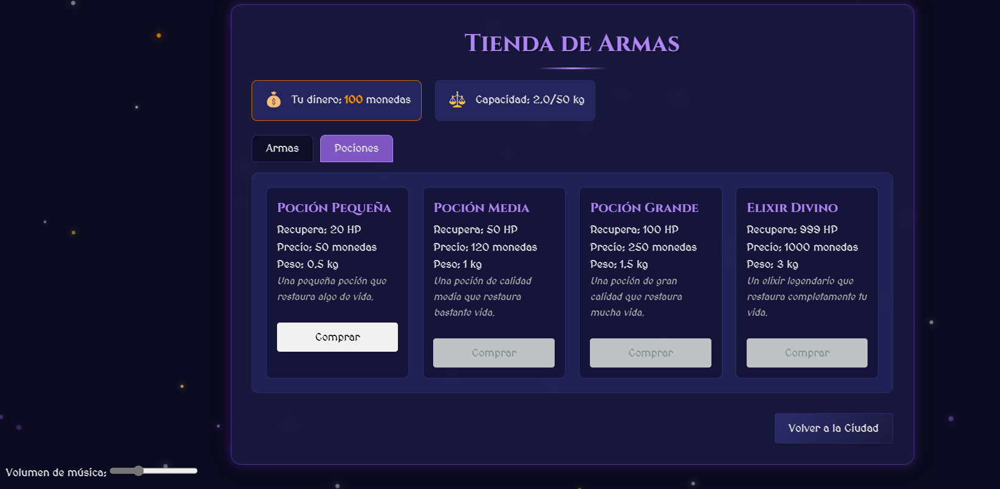 Tienda de Armas
Tu dinero: 100 monedas
Capacidad: 2.0/50 kg
Armas
Pociones
Poción Pequeña
Recupera: 20 HP
Precio: 50 monedas
Peso: 0.5 kg
Una pequeña poción que
restaura algo de vida.
Comprar
Poción Media
Recupera: 50 HP
Precio: 120 monedas
Peso: 1 kg
Una poción de calidad
media que restaura
bastante vida.
Comprar
Poción Grande
Recupera: 100 HP
Precio: 250 monedas
Peso: 1.5 kg
Una poción de gran
calidad que restaura
mucha vida.
Comprar
Elixir Divino
Recupera: 999 HP
Precio: 1000 monedas
Peso: 3 kg
Un elixir legendario que
restaura completamente tu
vida.
Comprar
Volver a la Ciudad
Volumen de música: